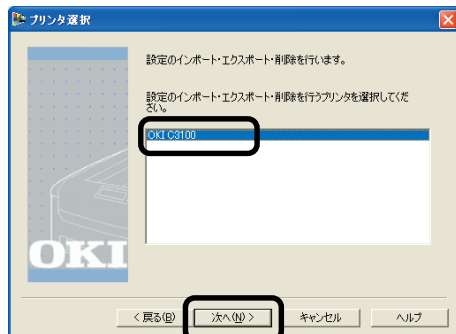 プリンタ選択
設定のインポート・エクスポート・削除を行います。
設定のインポート・エクスポート・削除を行うプリンタを選択してくだ
さい。
OKI C3100
OKI
< 戻る(B)
次へ(N) >
キャンセル
ヘルプ